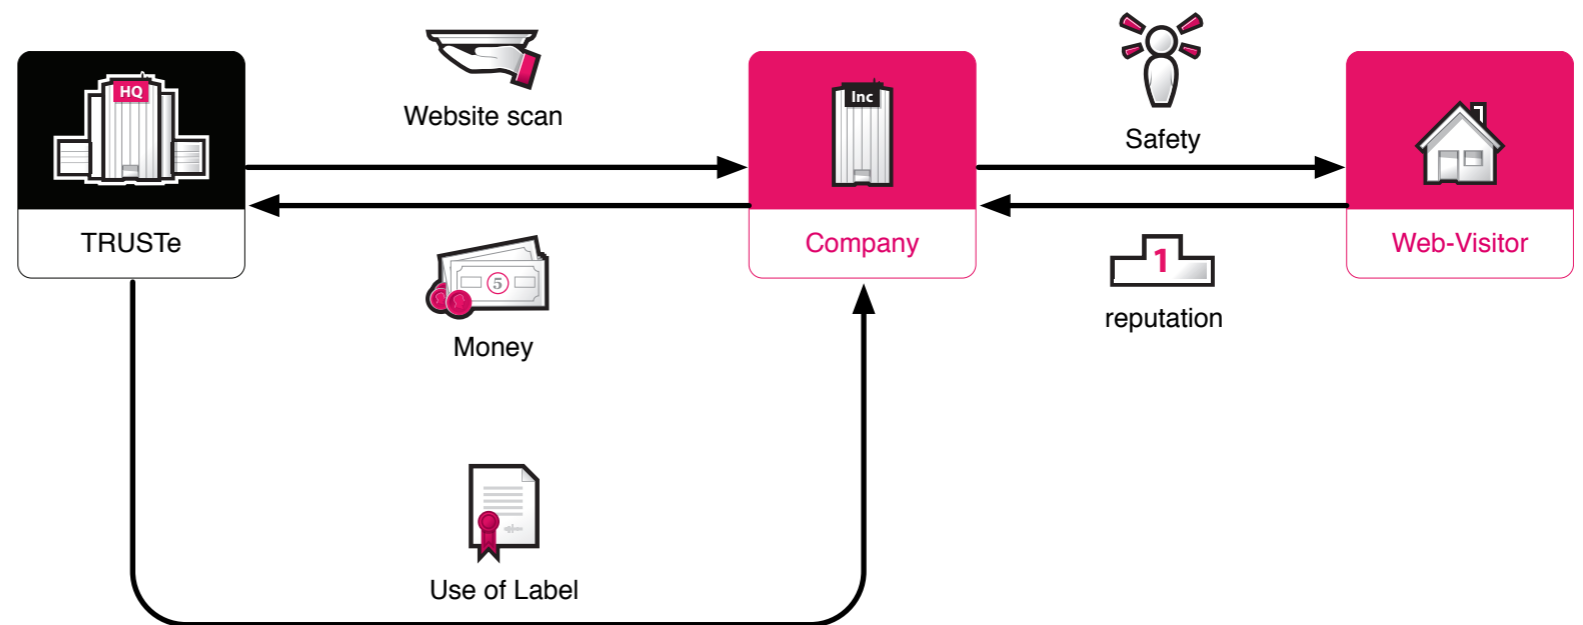 HQ
Website scan
Inc
Safety
TRUSTe
Company
Web-Visitor
5
Money
1
reputation
Use of Label